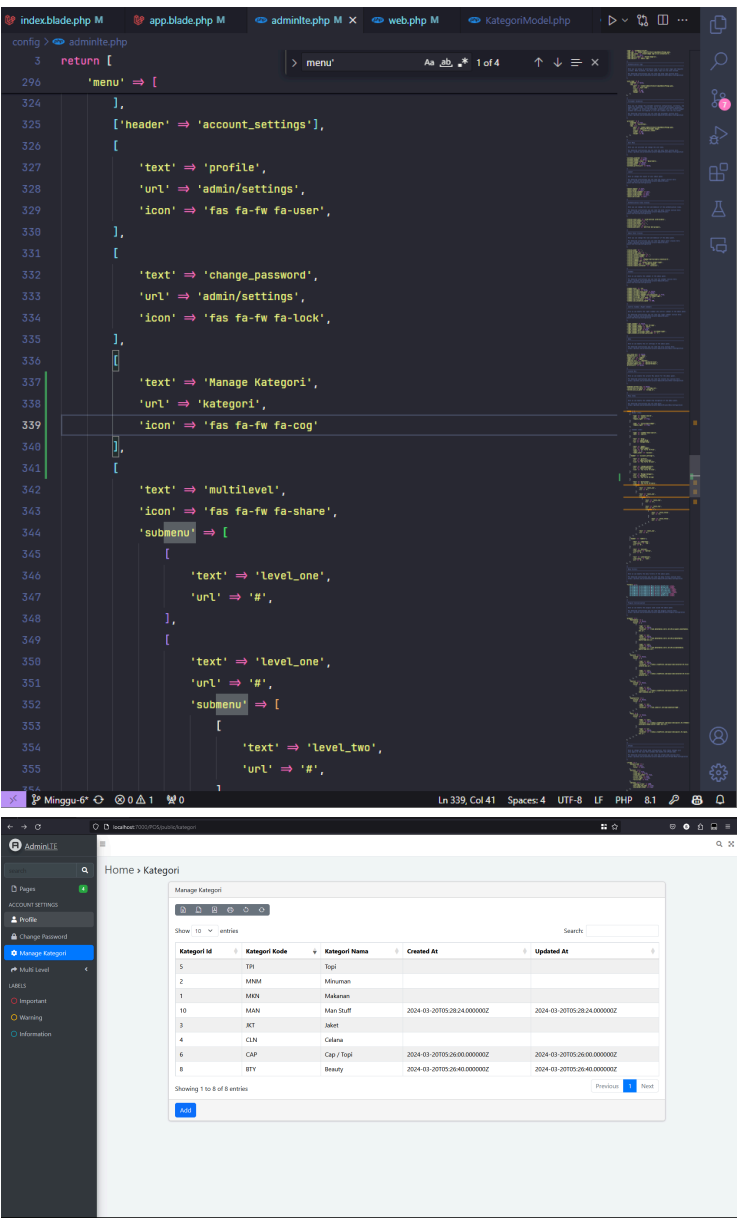 index.blade.php M app.blade.php M adminlte.php M × web.php M KategoriModel.php ...
config > adminlte.php
3 return [
> menu' Aa ab .* 1 of 4
296 'menu' => [
324 ],
325 ['header' => 'account_settings'],
326 [
327 'text' => 'profile',
328 'url' => 'admin/settings',
329 'icon' => 'fas fa-fw fa-user',
330 ],
331 [
332 'text' => 'change_password',
333 'url' => 'admin/settings',
334 'icon' => 'fas fa-fw fa-lock',
335 ],
336 [
337 'text' => 'Manage Kategori',
338 'url' => 'kategori',
339 'icon' => 'fas fa-fw fa-cog'
340 ],
341 [
342 'text' => 'multilevel',
343 'icon' => 'fas fa-fw fa-share',
344 'submenu' => [
345 [
346 'text' => 'level_one',
347 'url' => '#',
348 ],
349 [
350 'text' => 'level_one',
351 'url' => '#',
352 'submenu' => [
353 [
354 'text' => 'level_two',
355 'url' => '#',
356 ]
7
Minggu-6* 0 1 0 Ln 339, Col 41 Spaces: 4 UTF-8 LF PHP 8.1
localhost:7000/POS/public/kategori
AdminLTE
search
Home > Kategori
Pages 4
ACCOUNT SETTINGS
Profile
Change Password
Manage Kategori
Multi Level
LABELS
Important
Warning
Information
Manage Kategori
Show 10 entries Search:
Kategori Id Kategori Kode Kategori Nama Created At Updated At
5 TPI Topi
2 MNM Minuman
1 MKN Makanan
10 MAN Man Stuff 2024-03-20T05:28:24.000000Z 2024-03-20T05:28:24.000000Z
3 JKT Jaket
4 CLN Celana
6 CAP Cap / Topi 2024-03-20T05:26:00.000000Z 2024-03-20T05:26:00.000000Z
8 BTY Beauty 2024-03-20T05:26:40.000000Z 2024-03-20T05:26:40.000000Z
Showing 1 to 8 of 8 entries Previous 1 Next
Add